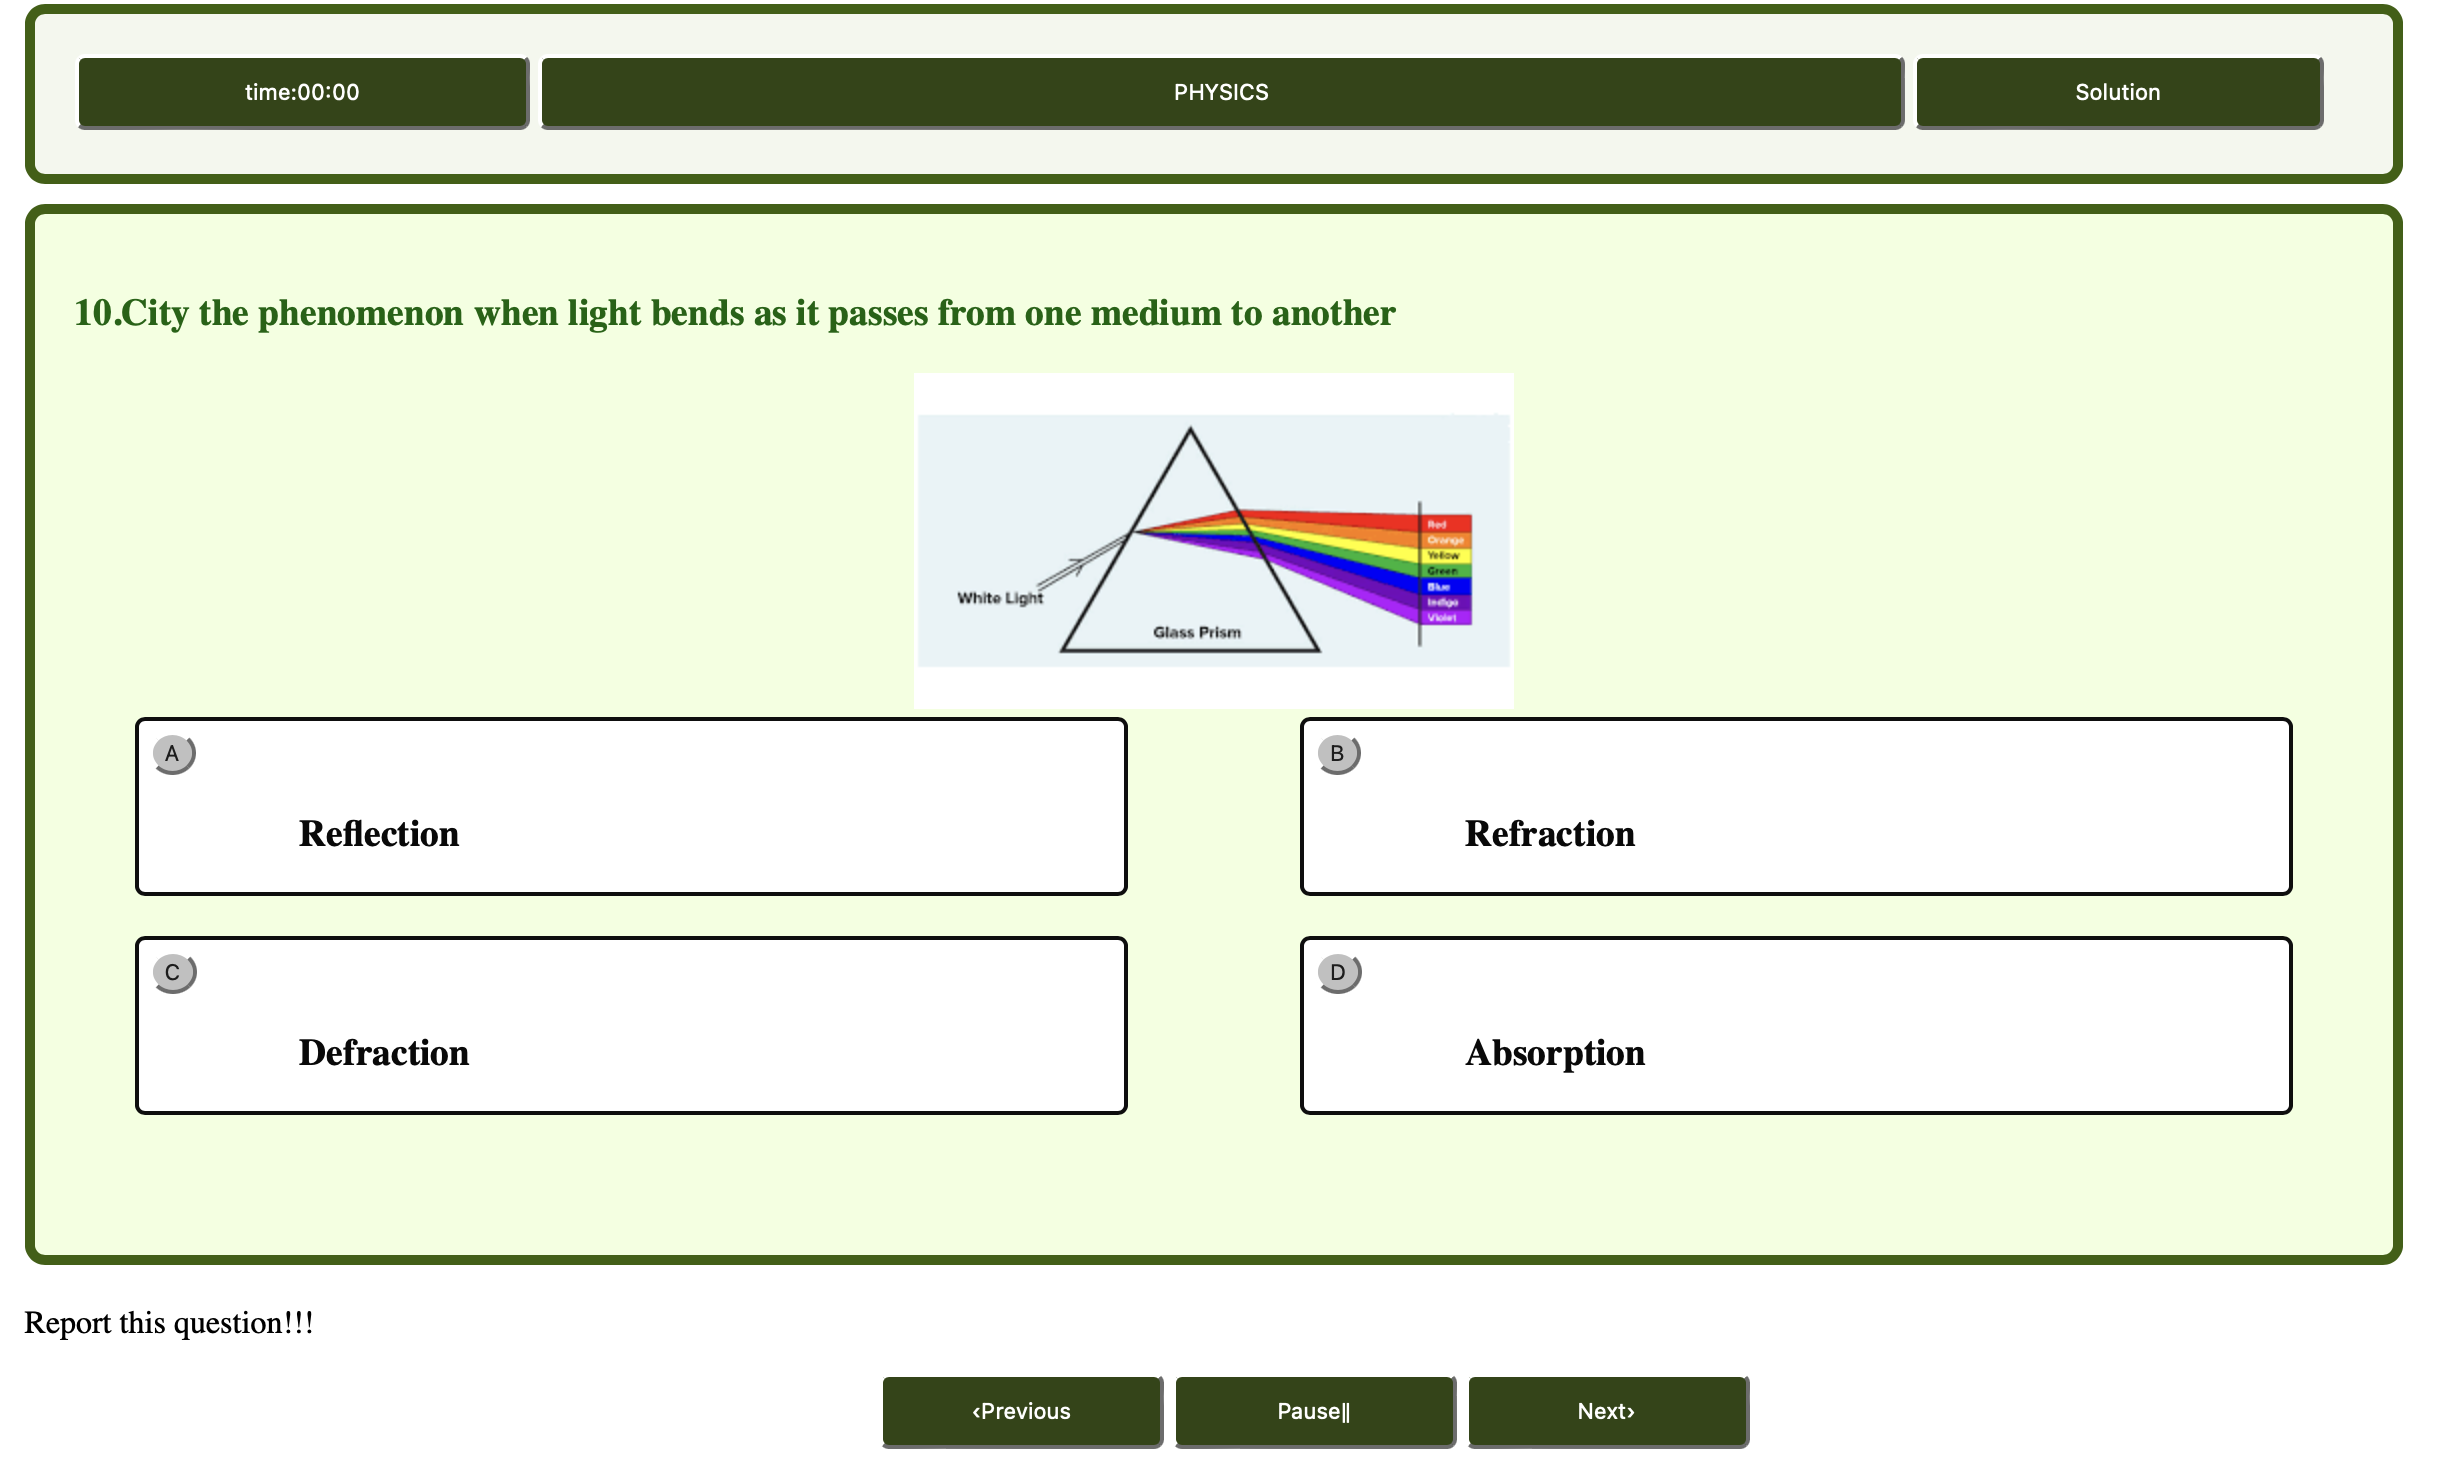 time:00:00
PHYSICS
Solution
10.City the phenomenon when light bends as it passes from one medium to another
White Light
Glass Prism
Red
Orange
Yellow
Green
Blue
Indigo
Violet
A
Reflection
B
Refraction
C
Defraction
D
Absorption
Report this question!!!
‹Previous
Pause||
Next›